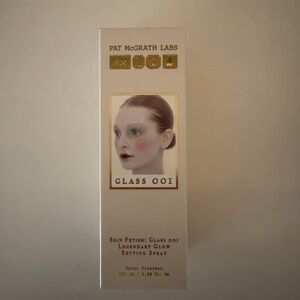 PAT McGRATH LABS
GLASS 001
SKIN FETISH: GLASS 001
LEGENDARY GLOW
SETTING SPRAY